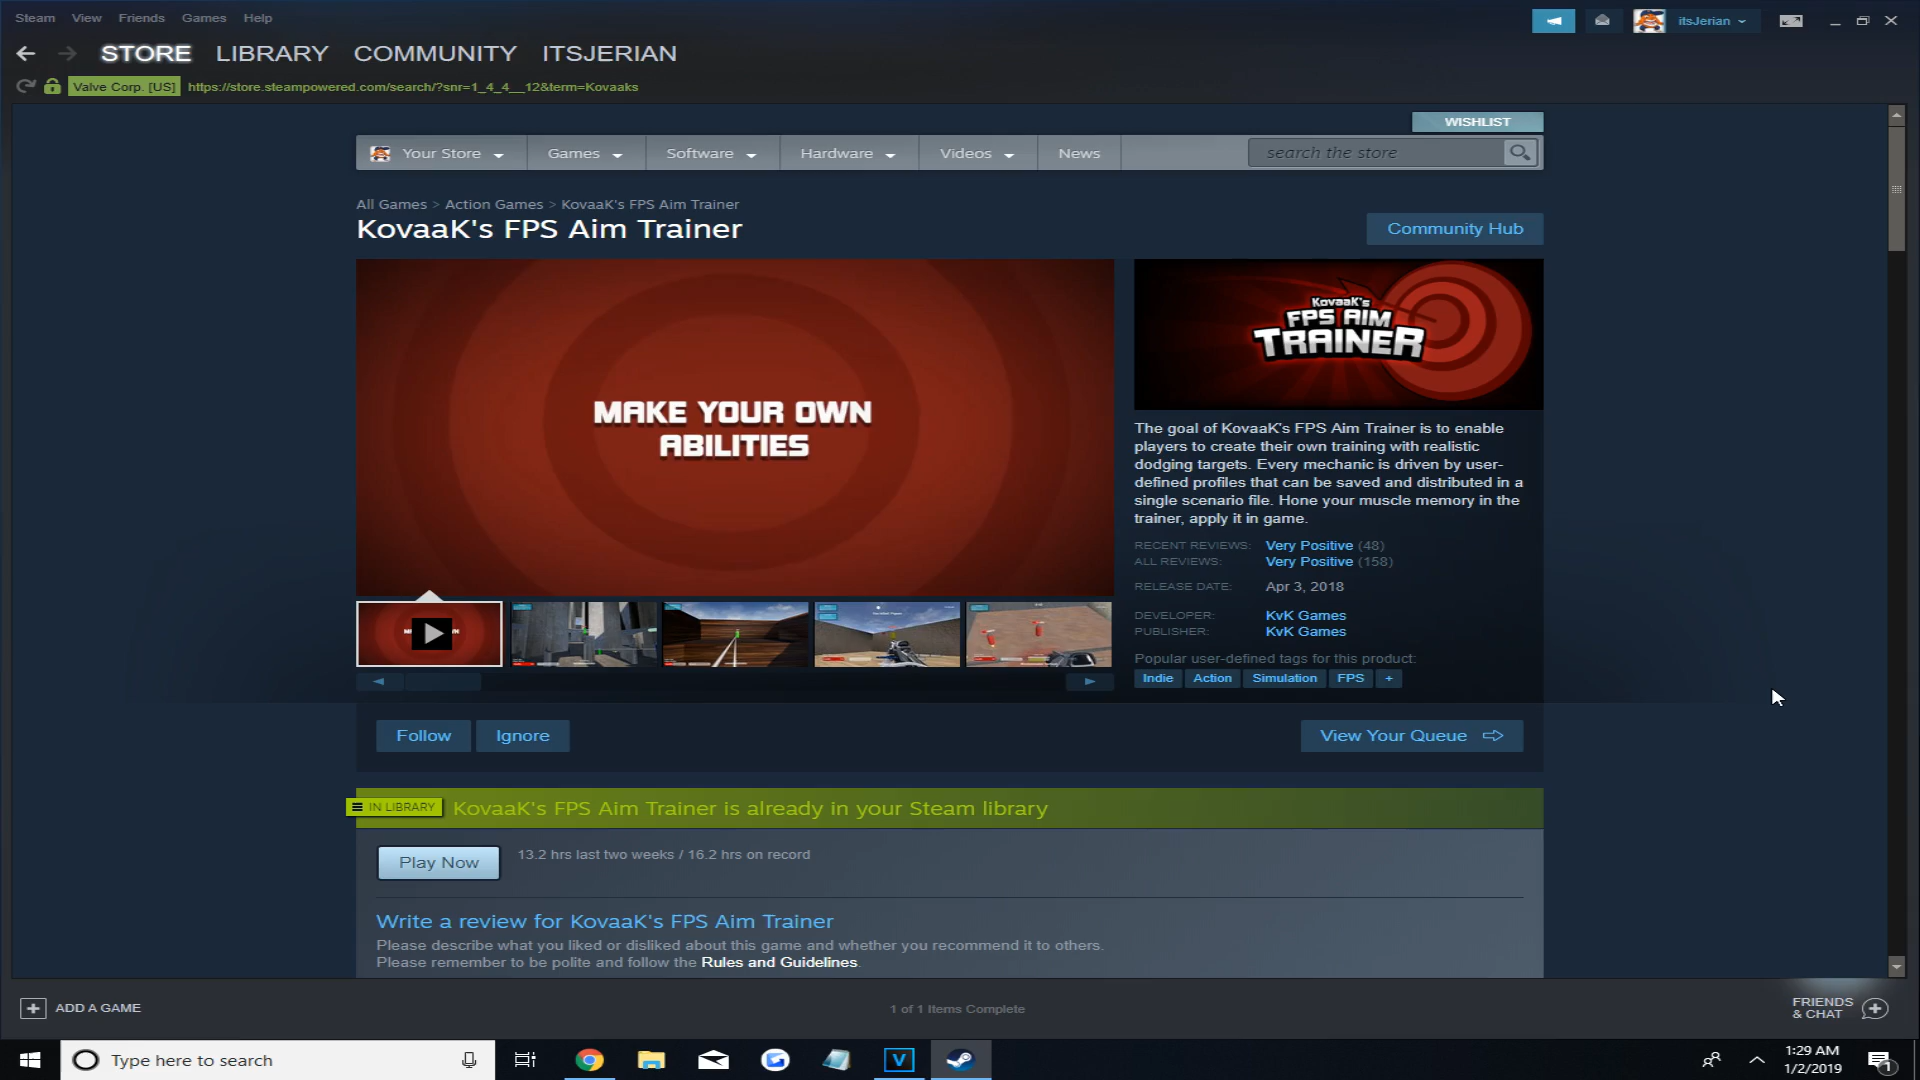 Steam View Friends Games Help
itsJerian
STORE LIBRARY COMMUNITY ITSJERIAN
Valve Corp. [US] https://store.steampowered.com/search/?snr=1_4_4__12&term=Kovaaks
WISHLIST
Your Store Games Software Hardware Videos News search the store
All Games > Action Games > KovaaK's FPS Aim Trainer
KovaaK's FPS Aim Trainer
Community Hub
MAKE YOUR OWN
ABILITIES
KovaaK's
FPS AIM
TRAINER
The goal of KovaaK's FPS Aim Trainer is to enable
players to create their own training with realistic
dodging targets. Every mechanic is driven by user-
defined profiles that can be saved and distributed in a
single scenario file. Hone your muscle memory in the
trainer, apply it in game.
RECENT REVIEWS: Very Positive (48)
ALL REVIEWS: Very Positive (158)
RELEASE DATE: Apr 3, 2018
DEVELOPER: KvK Games
PUBLISHER: KvK Games
Popular user-defined tags for this product:
Indie Action Simulation FPS +
Follow Ignore
View Your Queue
IN LIBRARY KovaaK's FPS Aim Trainer is already in your Steam library
Play Now 13.2 hrs last two weeks / 16.2 hrs on record
Write a review for KovaaK's FPS Aim Trainer
Please describe what you liked or disliked about this game and whether you recommend it to others.
Please remember to be polite and follow the Rules and Guidelines.
ADD A GAME
1 of 1 Items Complete
FRIENDS
& CHAT
Type here to search
1:29 AM
1/2/2019
1